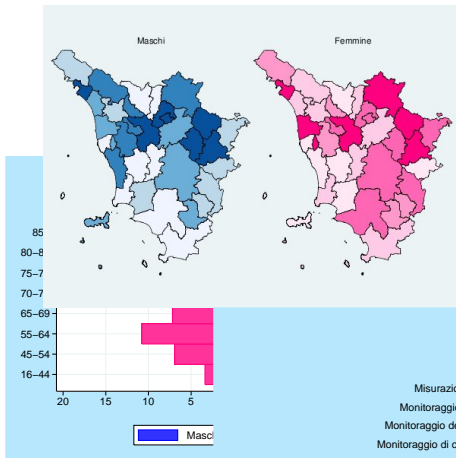 Maschi Femmine
85
80–8
75–7
70–7
65–69
55–64
45–54
16–44
20 15 10 5
Masch
Misurazio
Monitoraggio
Monitoraggio de
Monitoraggio di c